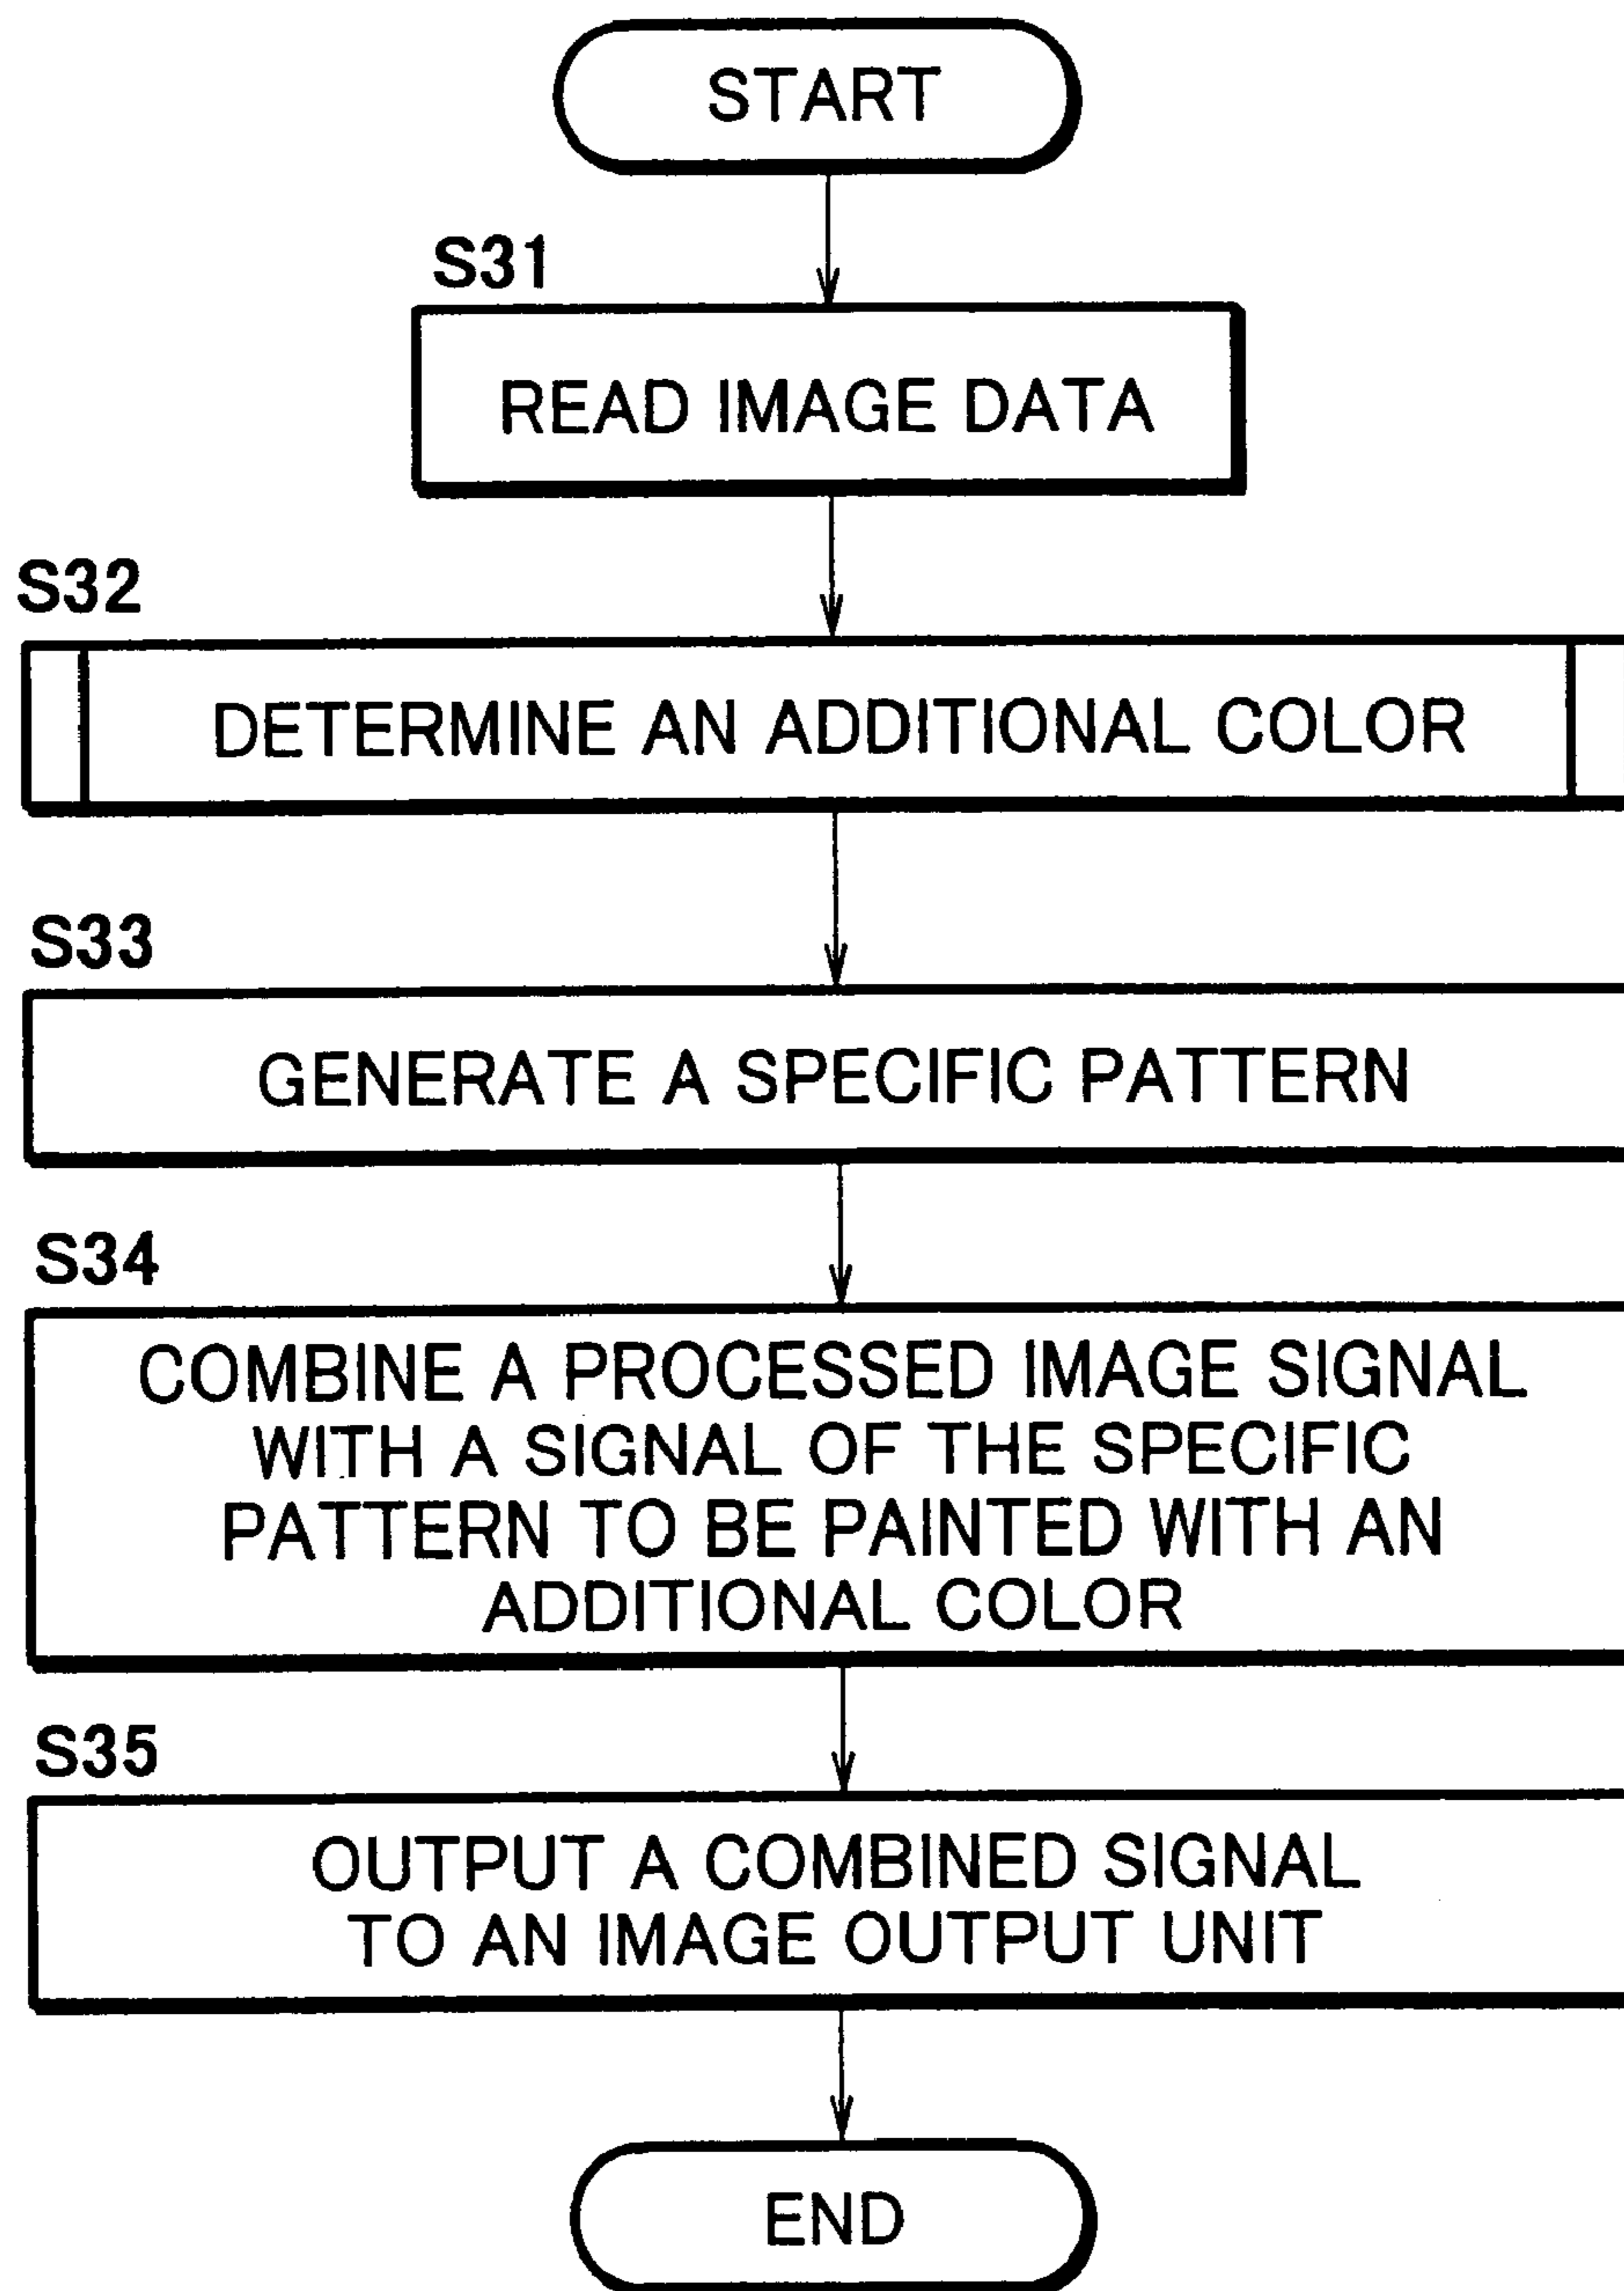 START
S31
READ IMAGE DATA
S32
DETERMINE AN ADDITIONAL COLOR
S33
GENERATE A SPECIFIC PATTERN
S34
COMBINE A PROCESSED IMAGE SIGNAL
WITH A SIGNAL OF THE SPECIFIC
PATTERN TO BE PAINTED WITH AN
ADDITIONAL COLOR
S35
OUTPUT A COMBINED SIGNAL
TO AN IMAGE OUTPUT UNIT
END